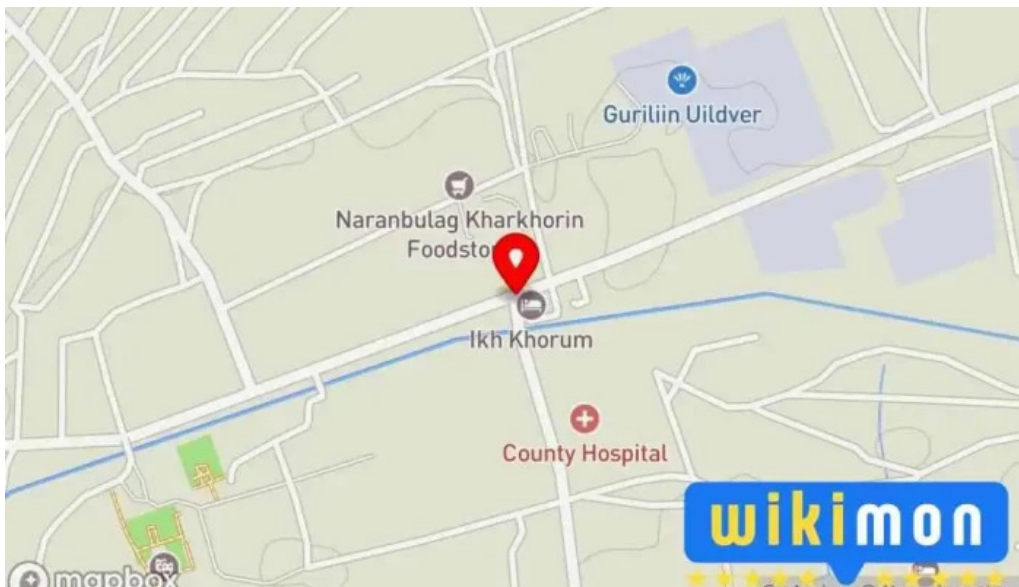 Guriliin Uildver
Naranbulag Kharkhorin
Ikh Khorum
County Hospital
wikimon
mapbox